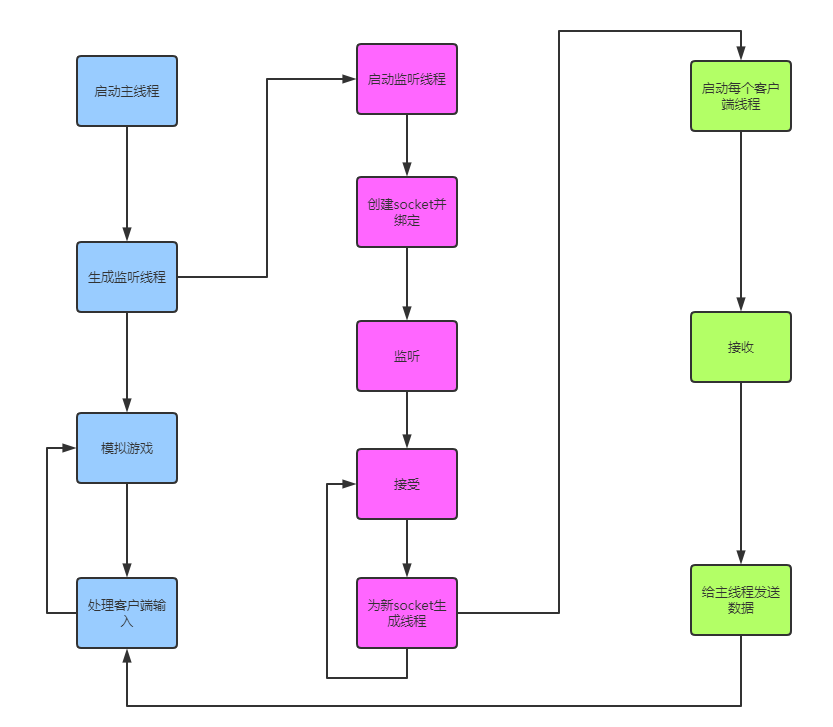 启动主线程
生成监听线程
模拟游戏
处理客户端输
入
启动监听线程
创建socket并
绑定
监听
接受
为新socket生
成线程
启动每个客户
端线程
接收
给主线程发送
数据